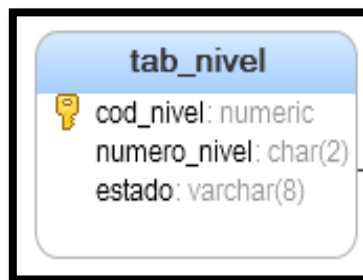 tab_nivel
cod_nivel: numeric
numero_nivel: char(2)
estado: varchar(8)